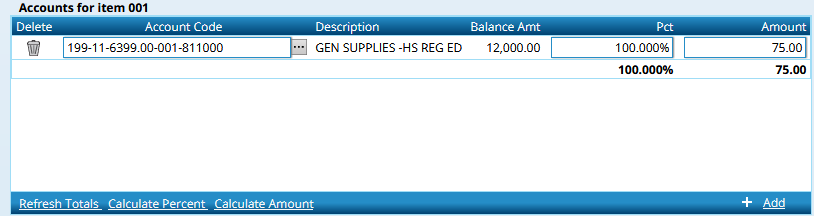 Accounts for item 001
Delete Account Code Description Balance Amt Pct Amount
199-11-6399.00-001-811000 ... GEN SUPPLIES -HS REG ED 12,000.00 100.000% 75.00
100.000% 75.00
Refresh Totals Calculate Percent Calculate Amount + Add